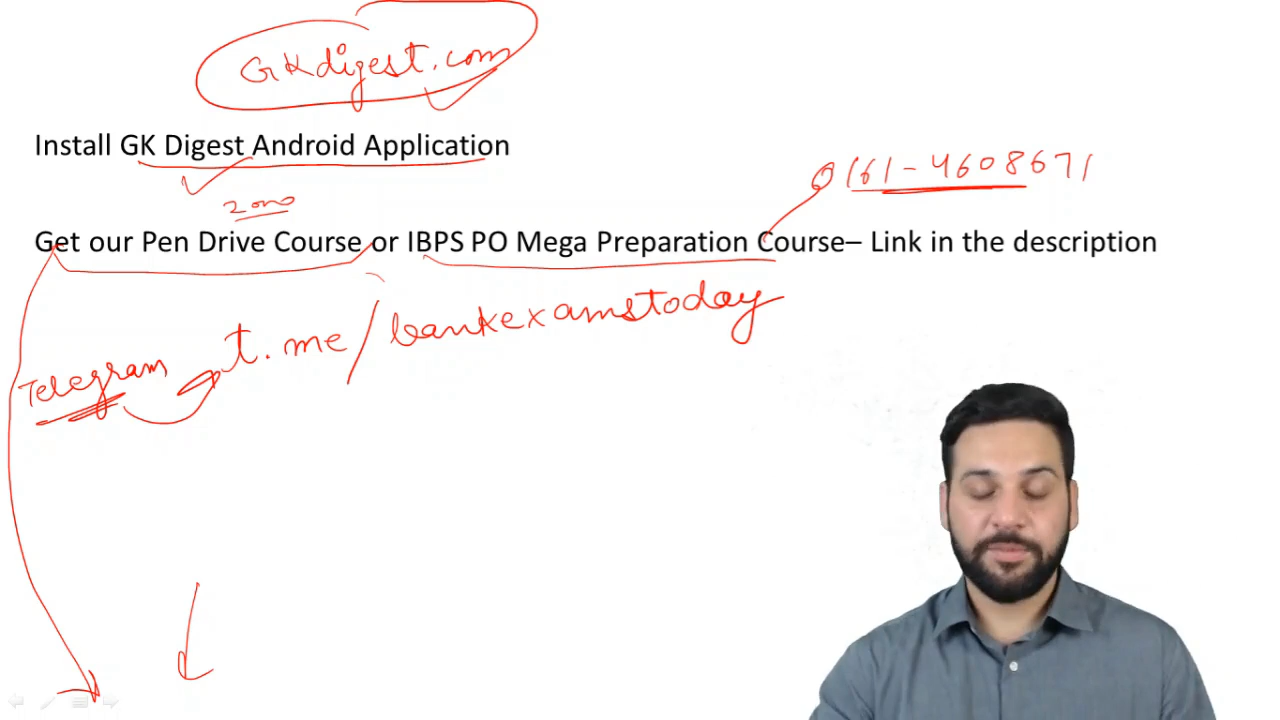 GKdigest.com
Install GK Digest Android Application
0161-4608671
2000
Get our Pen Drive Course or IBPS PO Mega Preparation Course– Link in the description
Telegram t.me/bankexamstoday